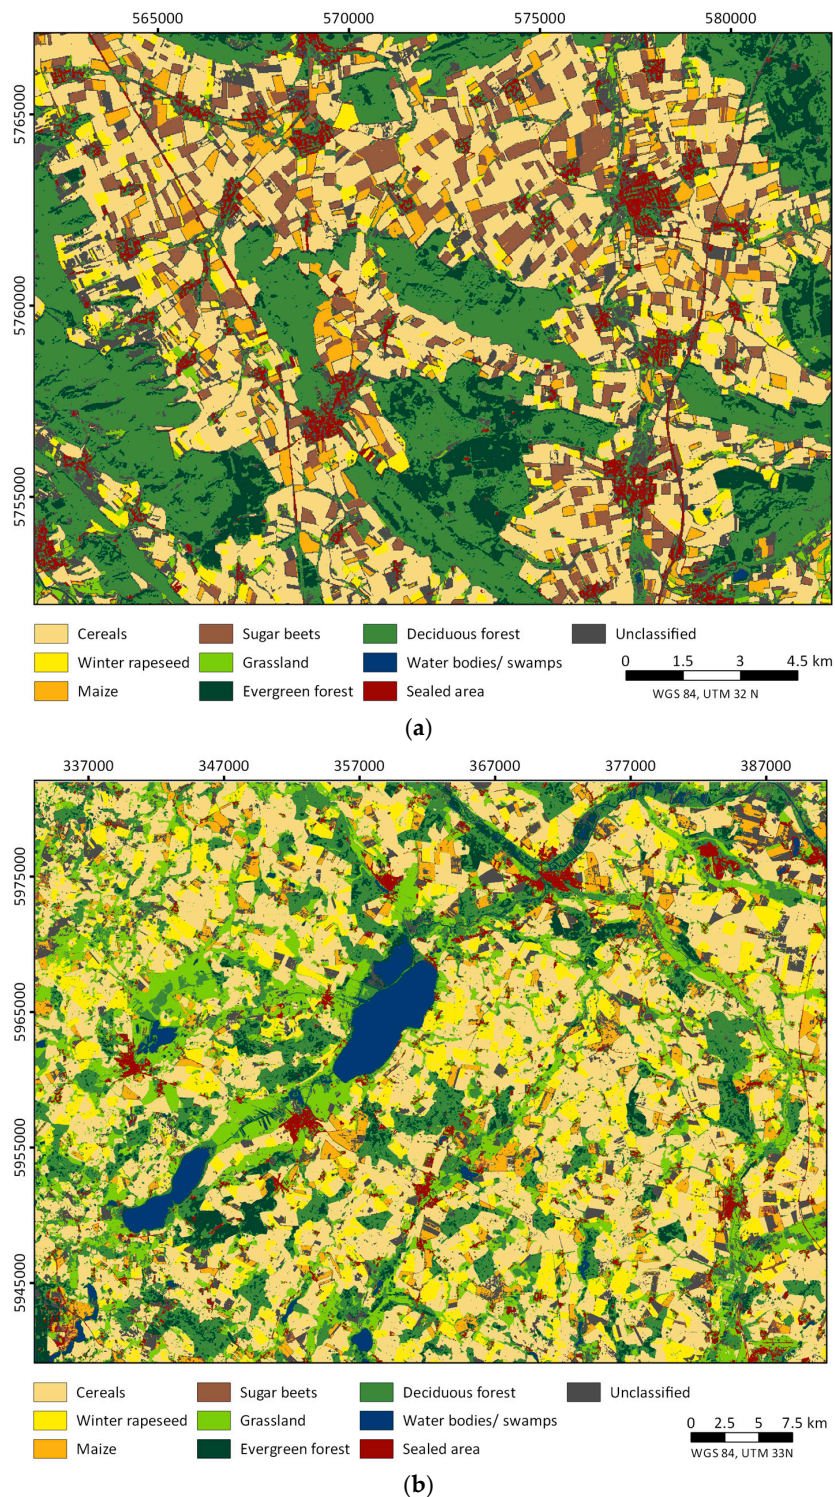 565000 570000 575000 580000
5765000
5760000
5755000
Cereals Sugar beets Deciduous forest Unclassified
Winter rapeseed Grassland Water bodies/ swamps
Maize Evergreen forest Sealed area
0 1.5 3 4.5 km
WGS 84, UTM 32 N
(a)
337000 347000 357000 367000 377000 387000
5975000
5965000
5955000
5945000
Cereals Sugar beets Deciduous forest Unclassified
Winter rapeseed Grassland Water bodies/ swamps
Maize Evergreen forest Sealed area
0 2.5 5 7.5 km
WGS 84, UTM 33N
(b)